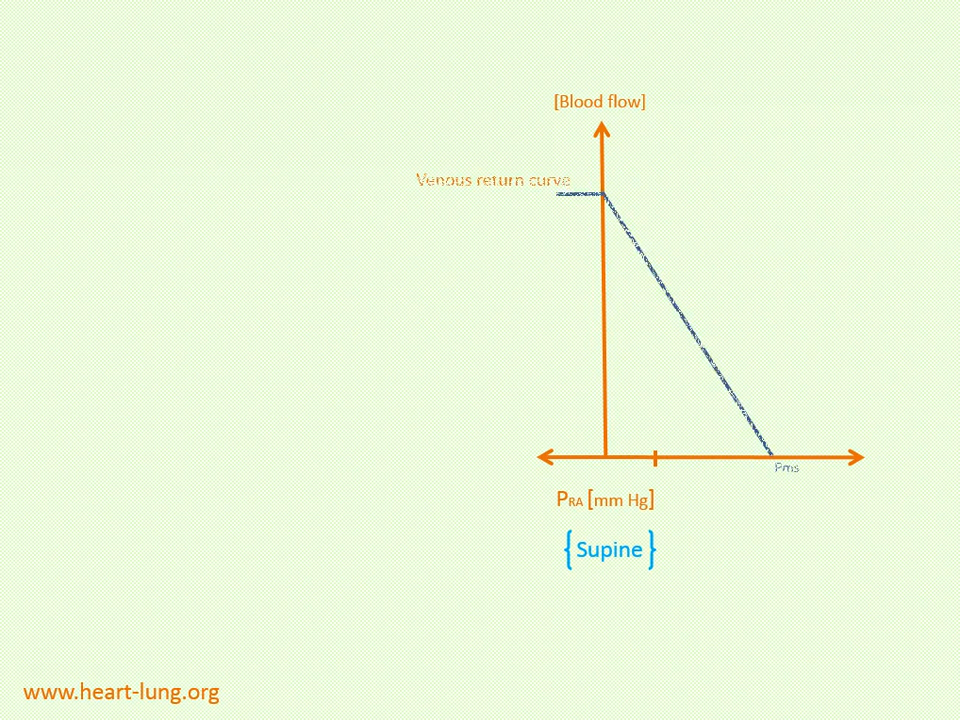 [Blood flow]
Venous return curve
Pms
PRA [mm Hg]
{Supine}
www.heart-lung.org